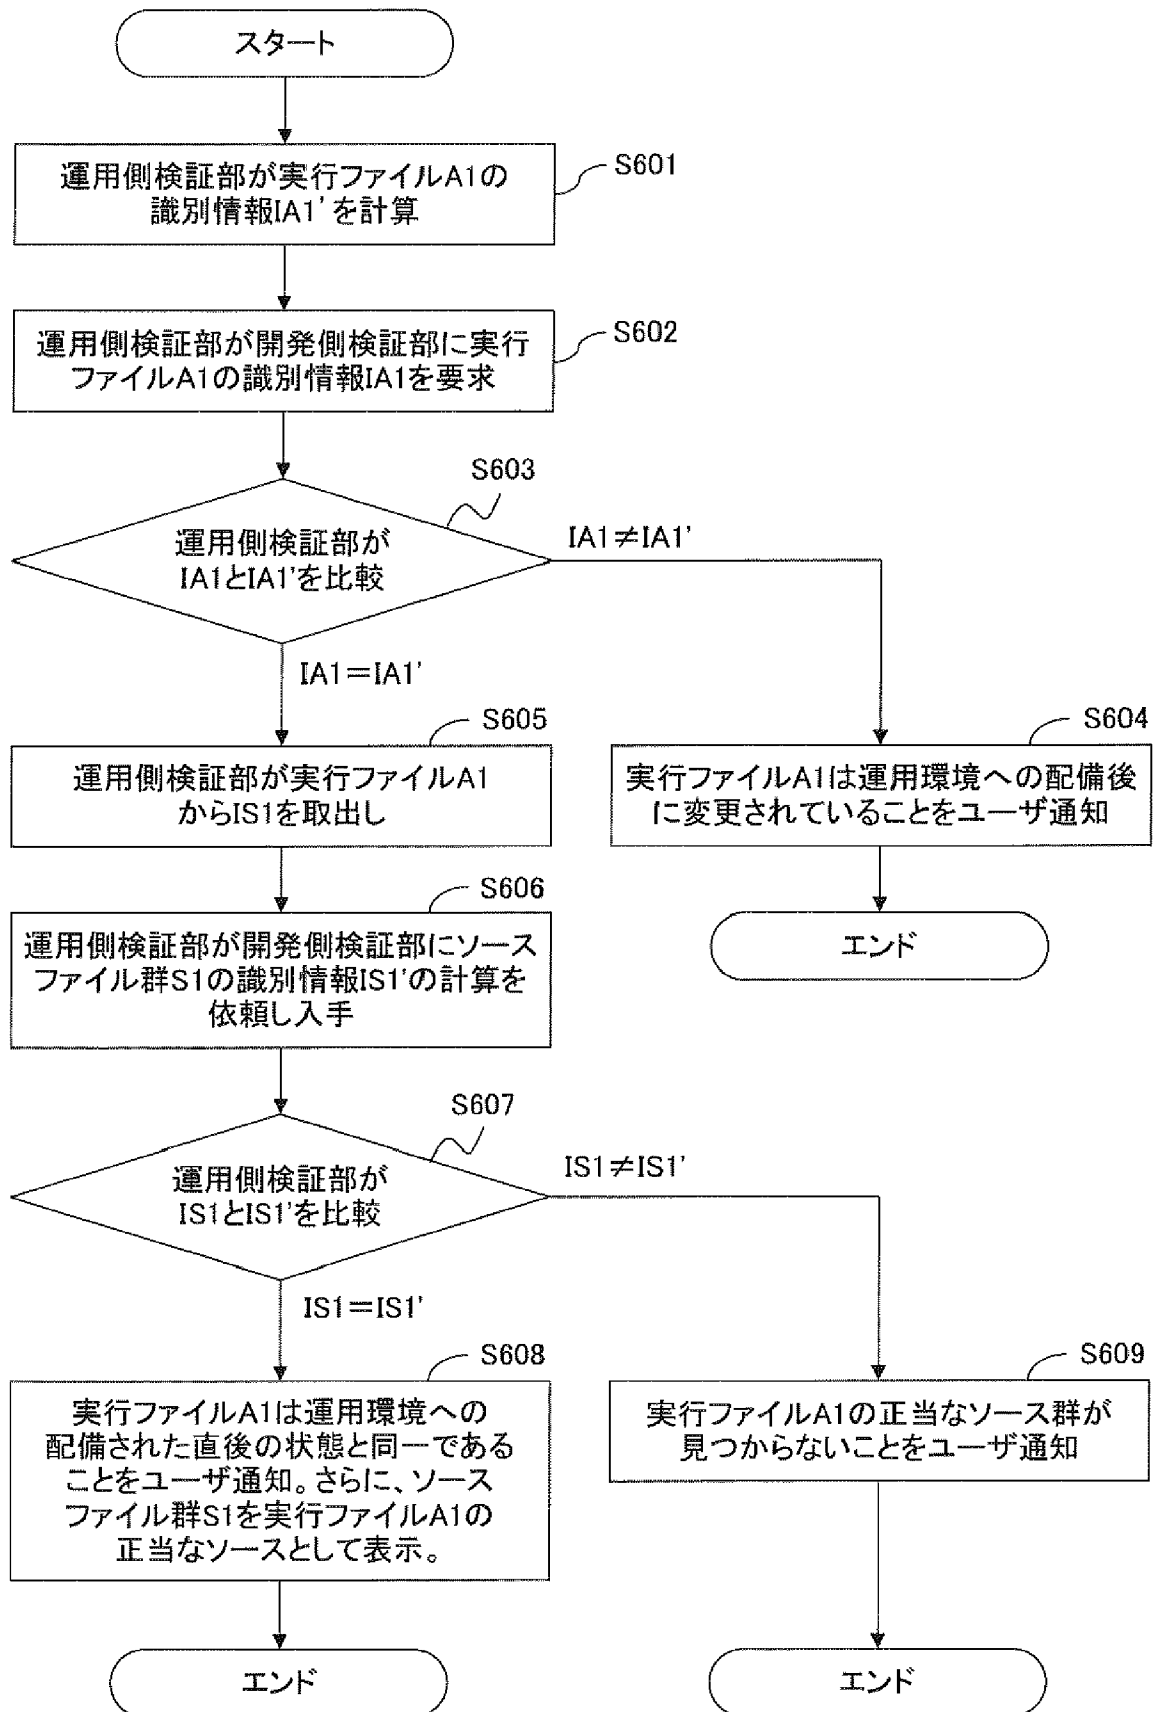 スタート
運用側検証部が実行ファイルA1の
識別情報IA1'を計算
S601
運用側検証部が開発側検証部に実行
ファイルA1の識別情報IA1を要求
S602
S603
運用側検証部が
IA1とIA1'を比較
IA1≠IA1'
IA1＝IA1'
S605
運用側検証部が実行ファイルA1
からIS1を取出し
S604
実行ファイルA1は運用環境への配備後
に変更されていることをユーザ通知
エンド
S606
運用側検証部が開発側検証部にソース
ファイル群S1の識別情報IS1'の計算を
依頼し入手
S607
運用側検証部が
IS1とIS1'を比較
IS1≠IS1'
IS1＝IS1'
S608
実行ファイルA1は運用環境への
配備された直後の状態と同一である
ことをユーザ通知。さらに、ソース
ファイル群S1を実行ファイルA1の
正当なソースとして表示。
S609
実行ファイルA1の正当なソース群が
見つからないことをユーザ通知
エンド
エンド